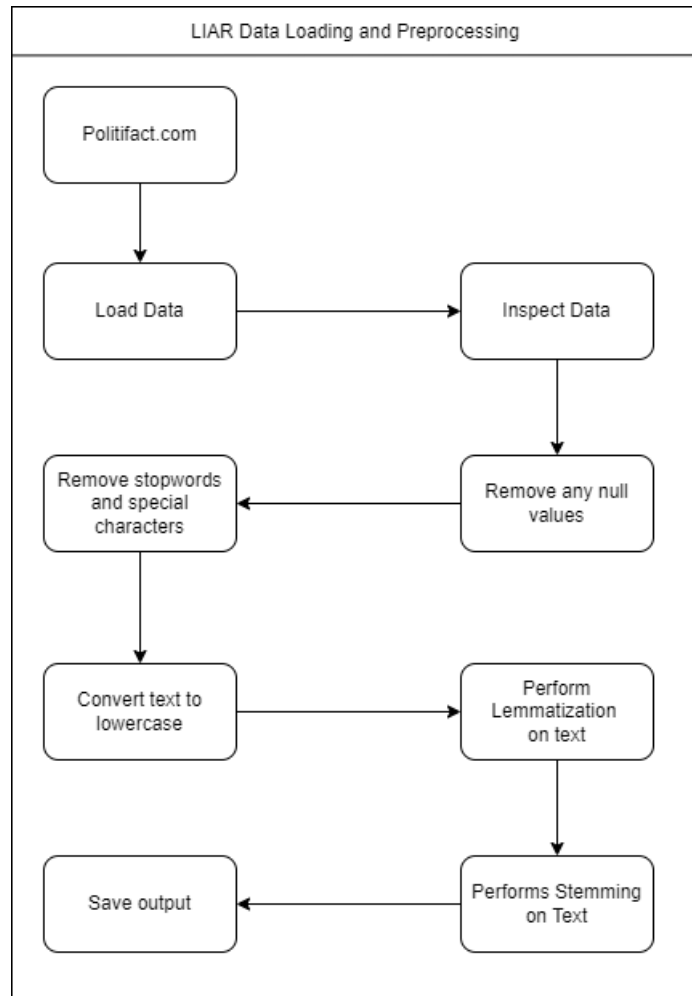 LIAR Data Loading and Preprocessing
Politifact.com
Load Data
Inspect Data
Remove any null
values
Remove stopwords
and special
characters
Convert text to
lowercase
Perform
Lemmatization
on text
Performs Stemming
on Text
Save output